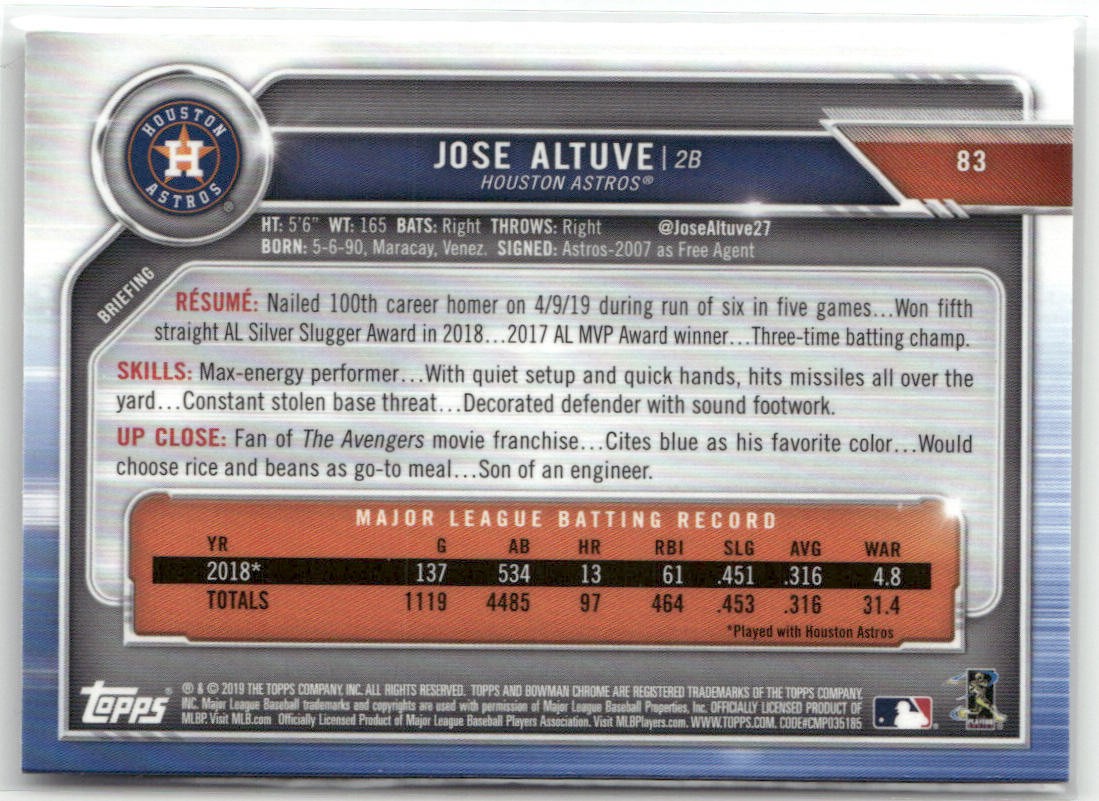 HOUSTON
H
ASTROS ®
JOSE ALTUVE | 2B
HOUSTON ASTROS®
83
HT: 5'6" WT: 165 BATS: Right THROWS: Right @JoseAltuve27
BORN: 5-6-90, Maracay, Venez. SIGNED: Astros-2007 as Free Agent
BRIEFING
RÉSUMÉ: Nailed 100th career homer on 4/9/19 during run of six in five games...Won fifth
straight AL Silver Slugger Award in 2018...2017 AL MVP Award winner...Three-time batting champ.
SKILLS: Max-energy performer...With quiet setup and quick hands, hits missiles all over the
yard...Constant stolen base threat...Decorated defender with sound footwork.
UP CLOSE: Fan of The Avengers movie franchise...Cites blue as his favorite color...Would
choose rice and beans as go-to meal...Son of an engineer.
MAJOR LEAGUE BATTING RECORD
YR G AB HR RBI SLG AVG WAR
2018* 137 534 13 61 .451 .316 4.8
TOTALS 1119 4485 97 464 .453 .316 31.4
*Played with Houston Astros
topps®
® & © 2019 THE TOPPS COMPANY, INC. ALL RIGHTS RESERVED. TOPPS AND BOWMAN CHROME ARE REGISTERED TRADEMARKS OF THE TOPPS COMPANY,
INC. Major League Baseball trademarks and copyrights are used with permission of Major League Baseball Properties, Inc. OFFICIALLY LICENSED PRODUCT OF
MLBP. Visit MLB.com Officially Licensed Product of Major League Baseball Players Association. Visit MLBPlayers.com. WWW.TOPPS.COM. CODE#CMP035185